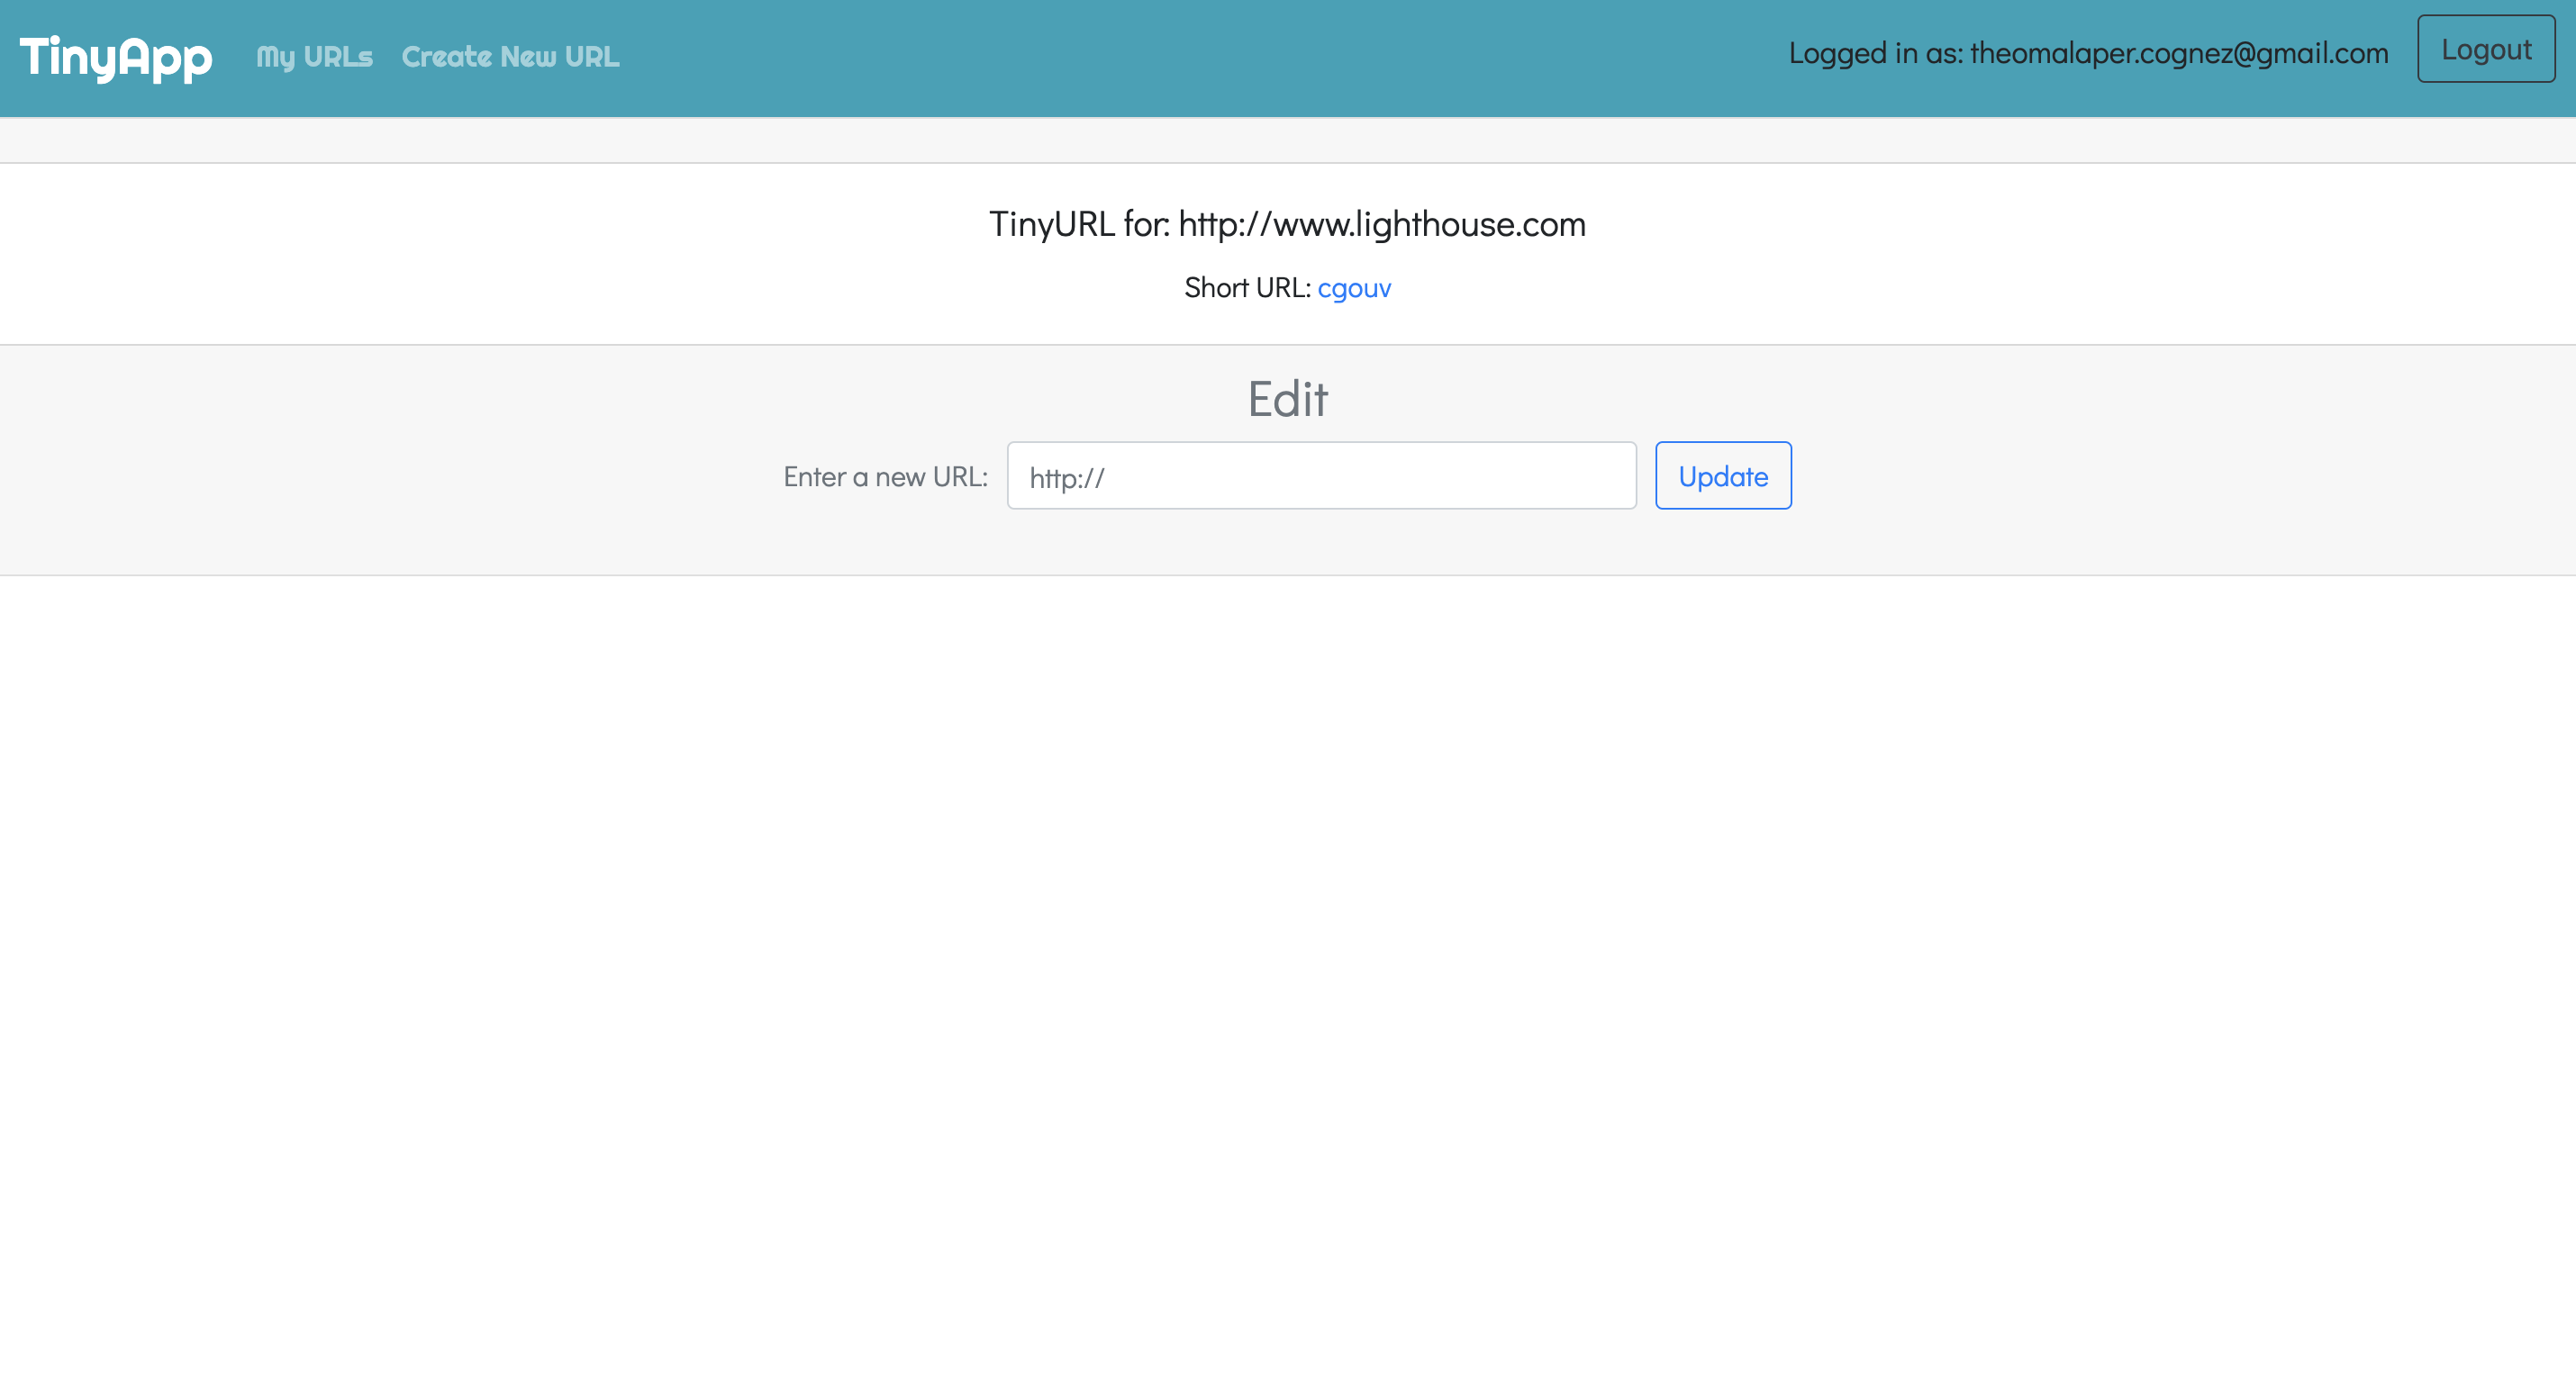 TinyApp My URLs Create New URL Logged in as: theomalaper.cognez@gmail.com Logout
TinyURL for: http://www.lighthouse.com
Short URL: cgouv
Edit
Enter a new URL: http:// Update